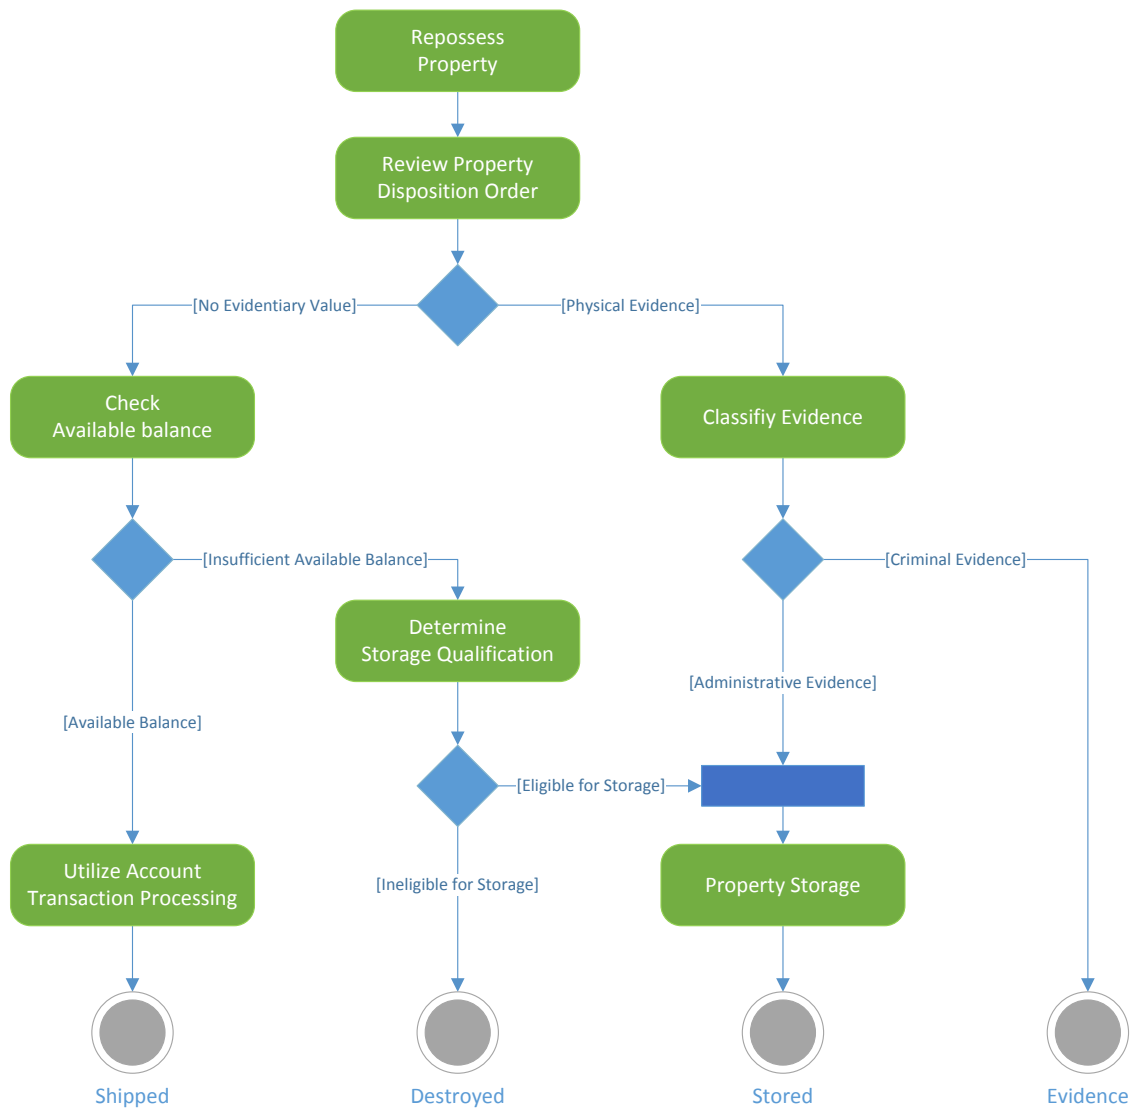 Repossess
Property
Review Property
Disposition Order
[No Evidentiary Value]
[Physical Evidence]
Check
Available balance
Classifiy Evidence
[Insufficient Available Balance]
[Criminal Evidence]
Determine
Storage Qualification
[Administrative Evidence]
[Available Balance]
[Eligible for Storage]
Utilize Account
Transaction Processing
[Ineligible for Storage]
Property Storage
Shipped
Destroyed
Stored
Evidence